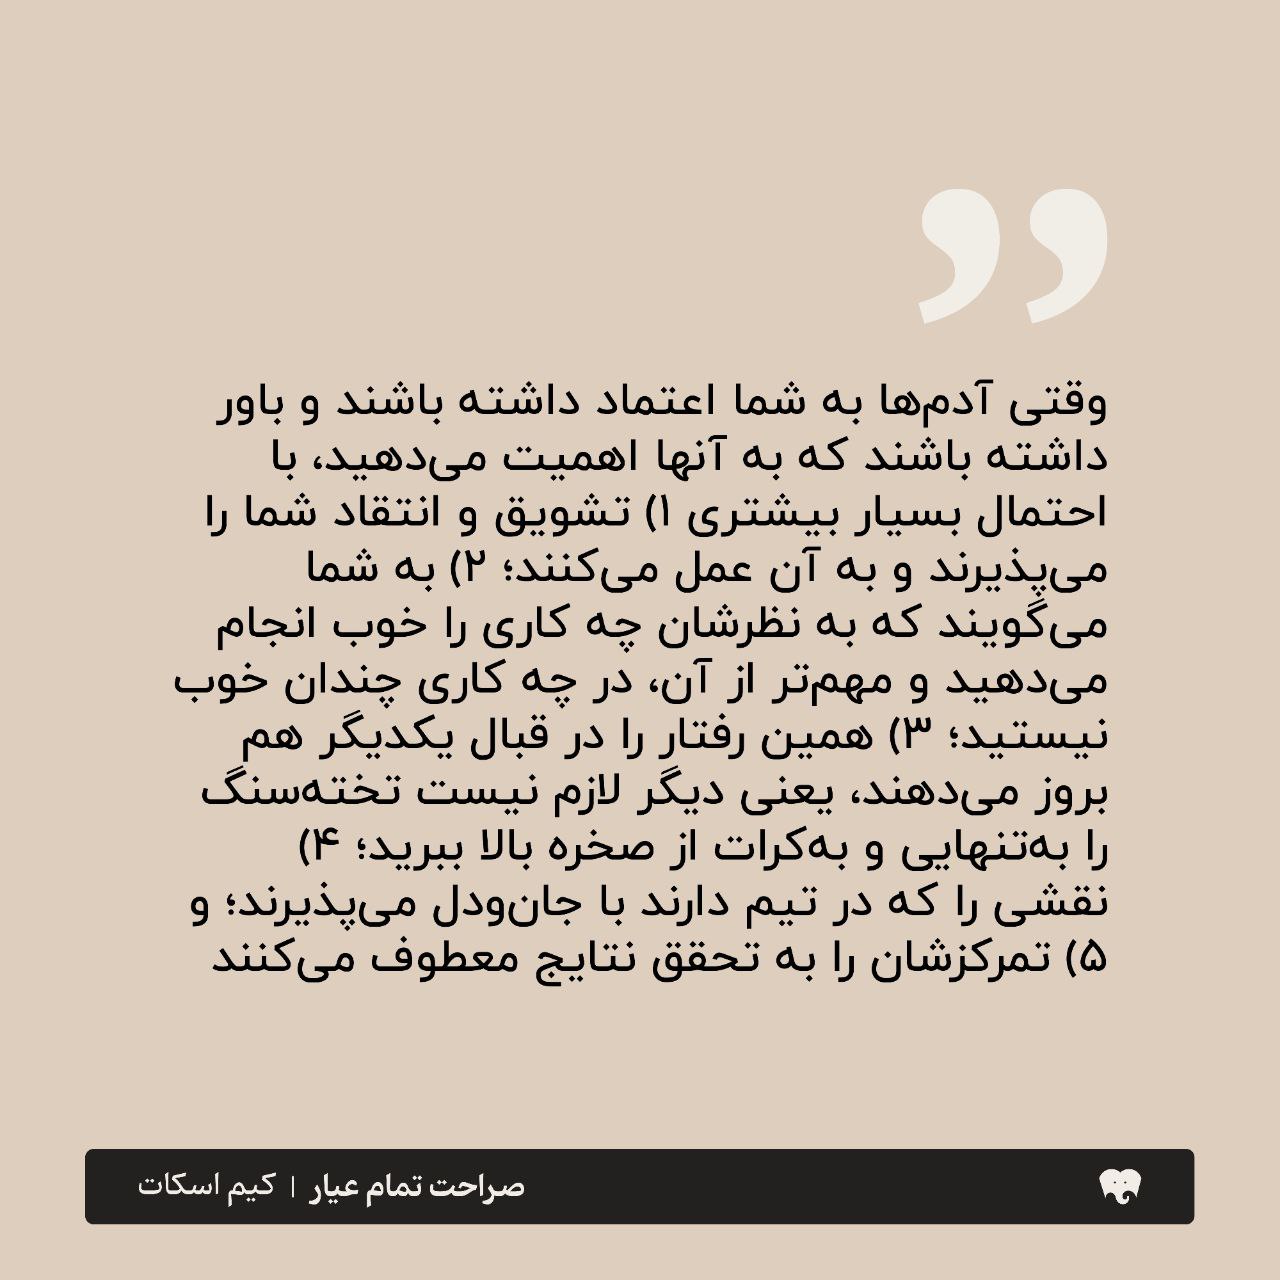 وقتی آدم‌ها به شما اعتماد داشته باشند و باور
داشته باشند که به آنها اهمیت می‌دهید، با
احتمال بسیار بیشتری ۱) تشویق و انتقاد شما را
می‌پذیرند و به آن عمل می‌کنند؛ ۲) به شما
می‌گویند که به نظرشان چه کاری را خوب انجام
می‌دهید و مهم‌تر از آن، در چه کاری چندان خوب
نیستید؛ ۳) همین رفتار را در قبال یکدیگر هم
بروز می‌دهند، یعنی دیگر لازم نیست تخته‌سنگ
را به‌تنهایی و به‌کرات از صخره بالا ببرید؛ ۴)
نقشی را که در تیم دارند با جان‌ودل می‌پذیرند؛ و
۵) تمرکزشان را به تحقق نتایج معطوف می‌کنند
صراحت تمام عیار | کیم اسکات